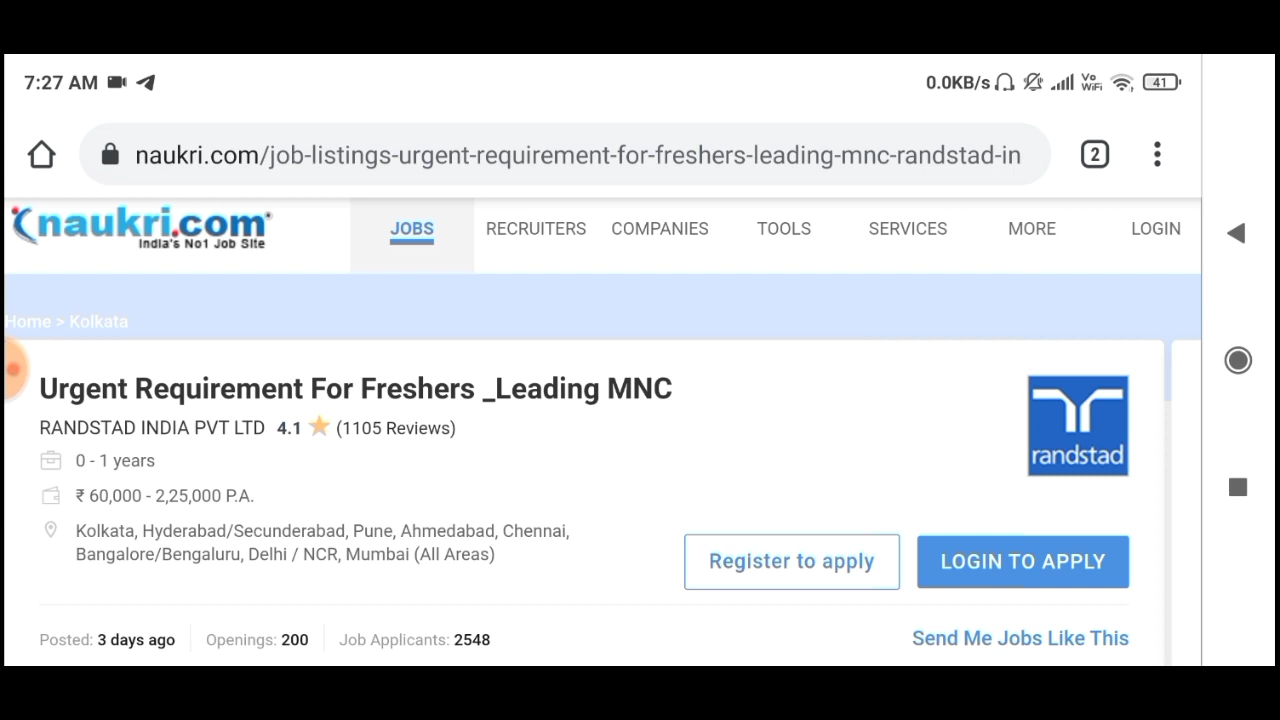 7:27 AM 0.0KB/s Vo WiFi 41
naukri.com/job-listings-urgent-requirement-for-freshers-leading-mnc-randstad-in 2
naukri.com JOBS RECRUITERS COMPANIES TOOLS SERVICES MORE LOGIN
India's No1 Job Site
Home > Kolkata
Urgent Requirement For Freshers _Leading MNC
RANDSTAD INDIA PVT LTD 4.1 (1105 Reviews)
randstad
0 - 1 years
₹ 60,000 - 2,25,000 P.A.
Kolkata, Hyderabad/Secunderabad, Pune, Ahmedabad, Chennai,
Bangalore/Bengaluru, Delhi / NCR, Mumbai (All Areas)
Register to apply LOGIN TO APPLY
Posted: 3 days ago Openings: 200 Job Applicants: 2548 Send Me Jobs Like This